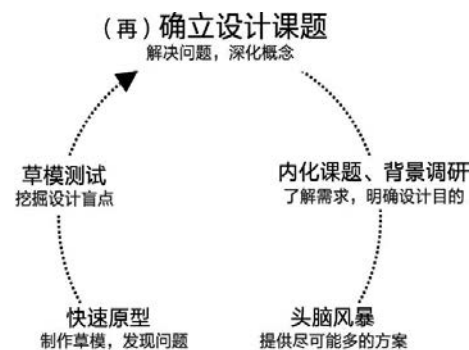 （再）确立设计课题
解决问题，深化概念
内化课题、背景调研
了解需求，明确设计目的
头脑风暴
提供尽可能多的方案
快速原型
制作草模，发现问题
草模测试
挖掘设计盲点